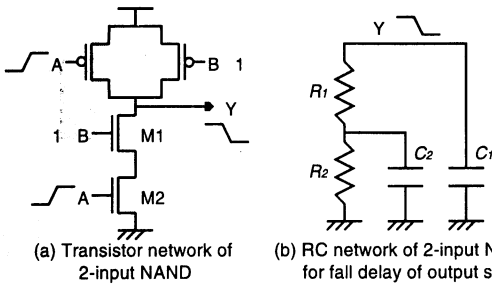 A
B 1
Y
1 B
M1
A
M2
(a) Transistor network of
2-input NAND
Y
R1
R2
C2
C1
(b) RC network of 2-input N
for fall delay of output s